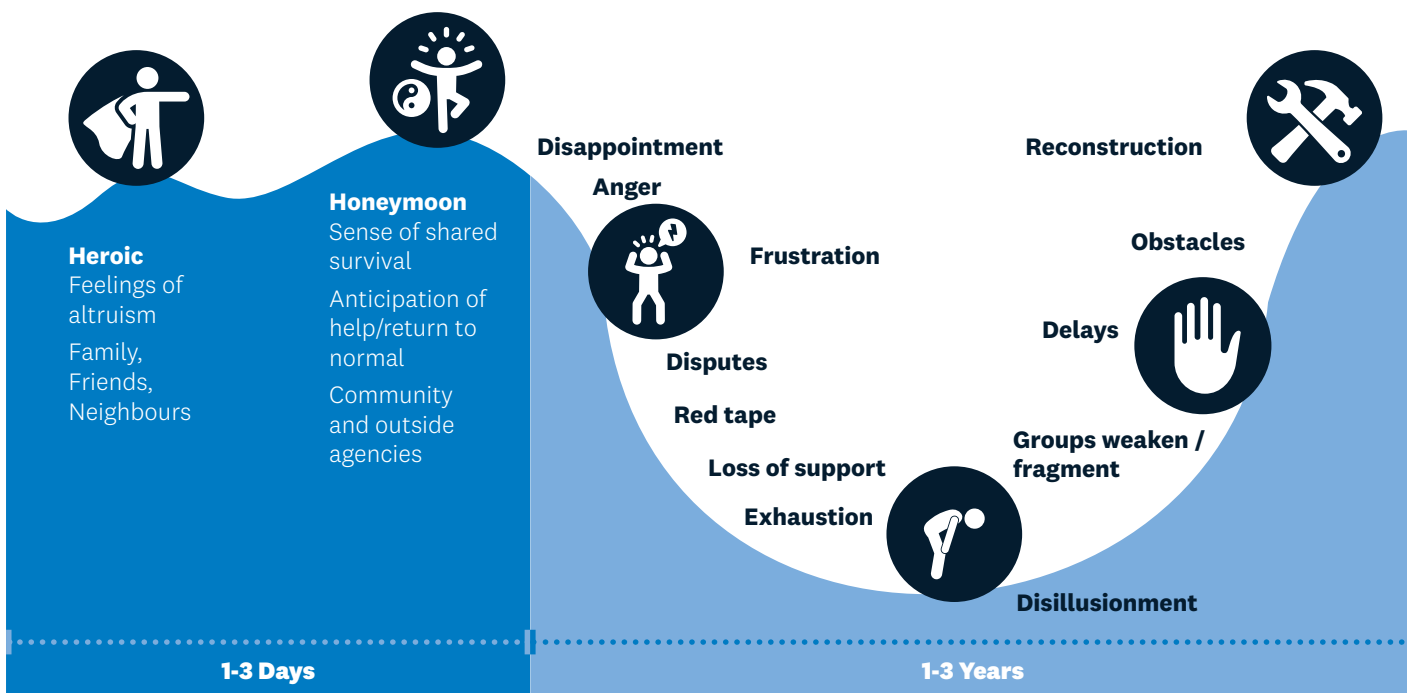 Heroic
Feelings of
altruism
Family,
Friends,
Neighbours
Honeymoon
Sense of shared
survival
Anticipation of
help/return to
normal
Community
and outside
agencies
Disappointment
Anger
Frustration
Disputes
Red tape
Loss of support
Exhaustion
Disillusionment
Groups weaken /
fragment
Delays
Obstacles
Reconstruction
1-3 Days
1-3 Years